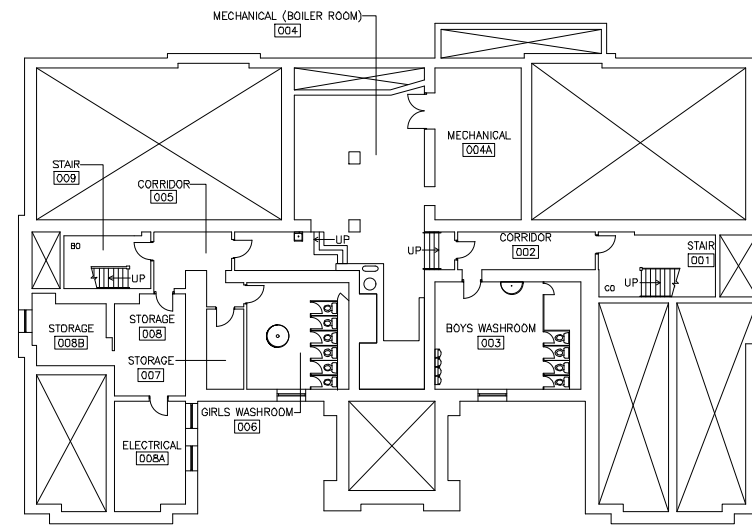 MECHANICAL (BOILER ROOM)
004
MECHANICAL
004A
STAIR
009
CORRIDOR
005
BO
UP
UP
UP
CORRIDOR
002
STAIR
001
UP
CO
STORAGE
008B
STORAGE
008
STORAGE
007
BOYS WASHROOM
003
GIRLS WASHROOM
006
ELECTRICAL
008A